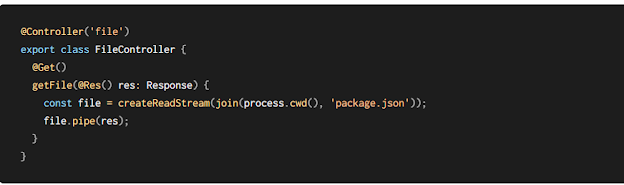 @Controller('file')
export class FileController {
  @Get()
  getFile(@Res() res: Response) {
    const file = createReadStream(join(process.cwd(), 'package.json'));
    file.pipe(res);
  }
}